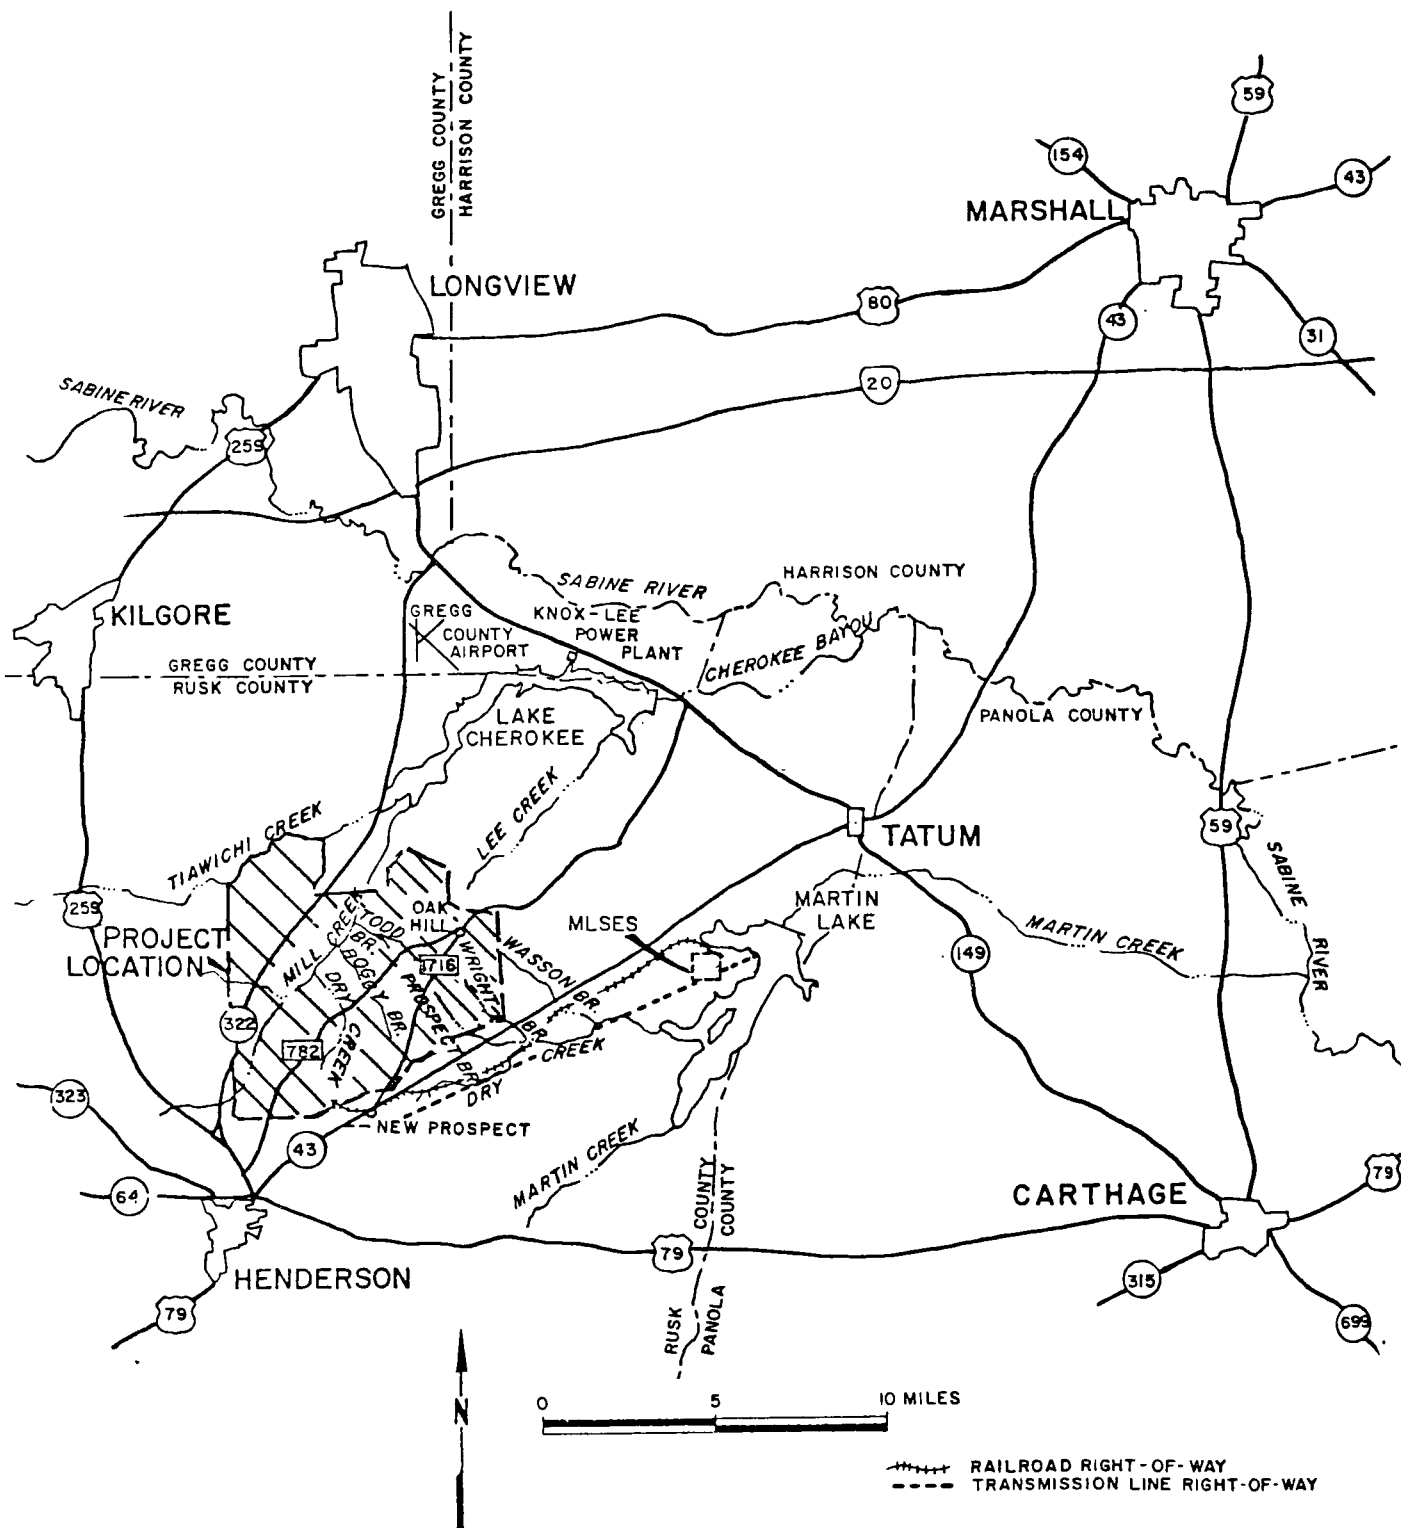 GREGG COUNTY
HARRISON COUNTY
59
154
43
MARSHALL
LONGVIEW
80
43
31
20
SABINE RIVER
259
SABINE RIVER
HARRISON COUNTY
KILGORE
GREGG
COUNTY
AIRPORT
KNOX-LEE
POWER
PLANT
CHEROKEE BAYOU
GREGG COUNTY
RUSK COUNTY
LAKE
CHEROKEE
PANOLA COUNTY
LEE CREEK
TIAWICHI CREEK
TATUM
59
SABINE
RIVER
259
OAK
HILL
MLSES
MARTIN
LAKE
MARTIN CREEK
PROJECT
LOCATION
MILL CREEK
TODD
BR.
BOGGY BR.
DRY
CREEK
716
WRIGHT
BR.
WASSON BR.
PROSPECT BR.
149
322
782
DRY CREEK
323
NEW PROSPECT
43
MARTIN CREEK
COUNTY
COUNTY
64
CARTHAGE
79
79
HENDERSON
315
79
RUSK
PANOLA
699
N
0 5 10 MILES
RAILROAD RIGHT-OF-WAY
TRANSMISSION LINE RIGHT-OF-WAY